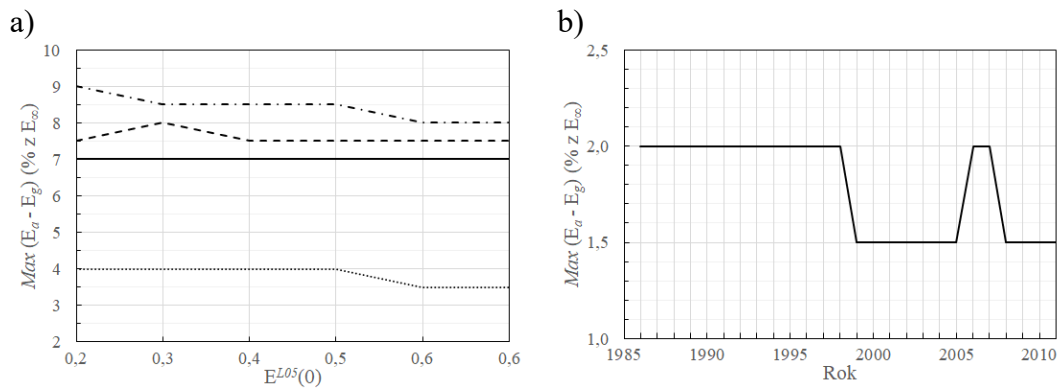 a)
Max (Ea - Eg) (% z E∞)
10
9
8
7
6
5
4
3
2
0,2 0,3 0,4 0,5 0,6 0,6
E^L05(0)
b)
Max (Ea - Eg) (% z E∞)
2,5
2,0
1,5
1,0
1985 1990 1995 2000 2005 2010
Rok